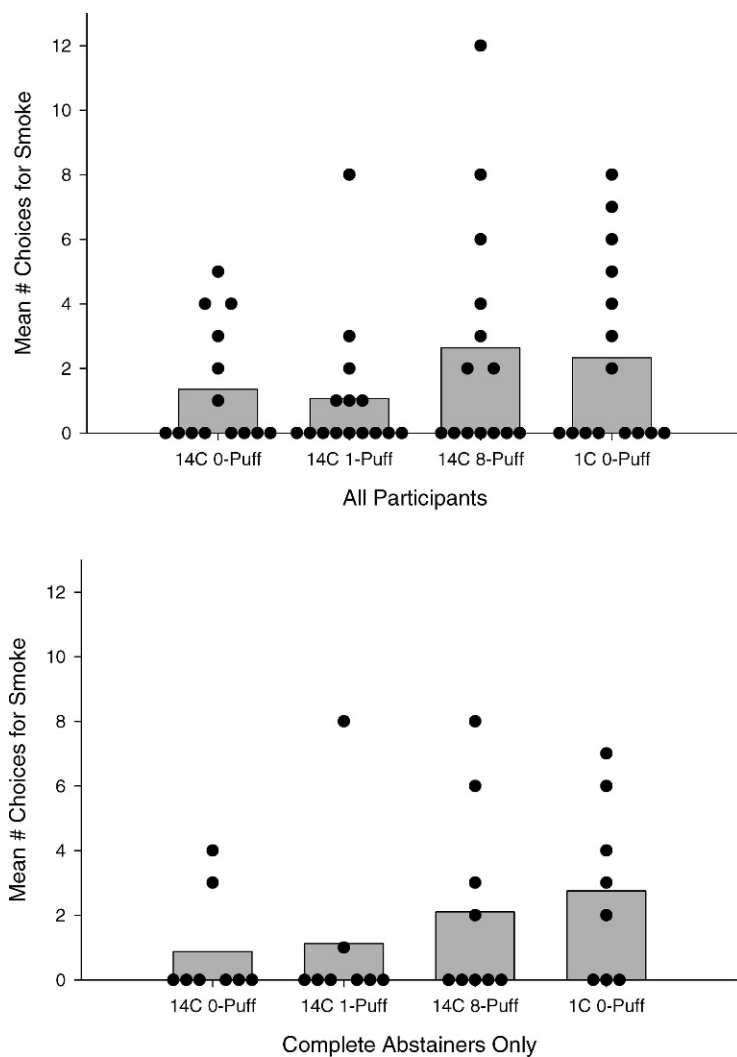 Mean # Choices for Smoke
12
10
8
6
4
2
0
14C 0-Puff 14C 1-Puff 14C 8-Puff 1C 0-Puff
All Participants
Mean # Choices for Smoke
12
10
8
6
4
2
0
14C 0-Puff 14C 1-Puff 14C 8-Puff 1C 0-Puff
Complete Abstainers Only